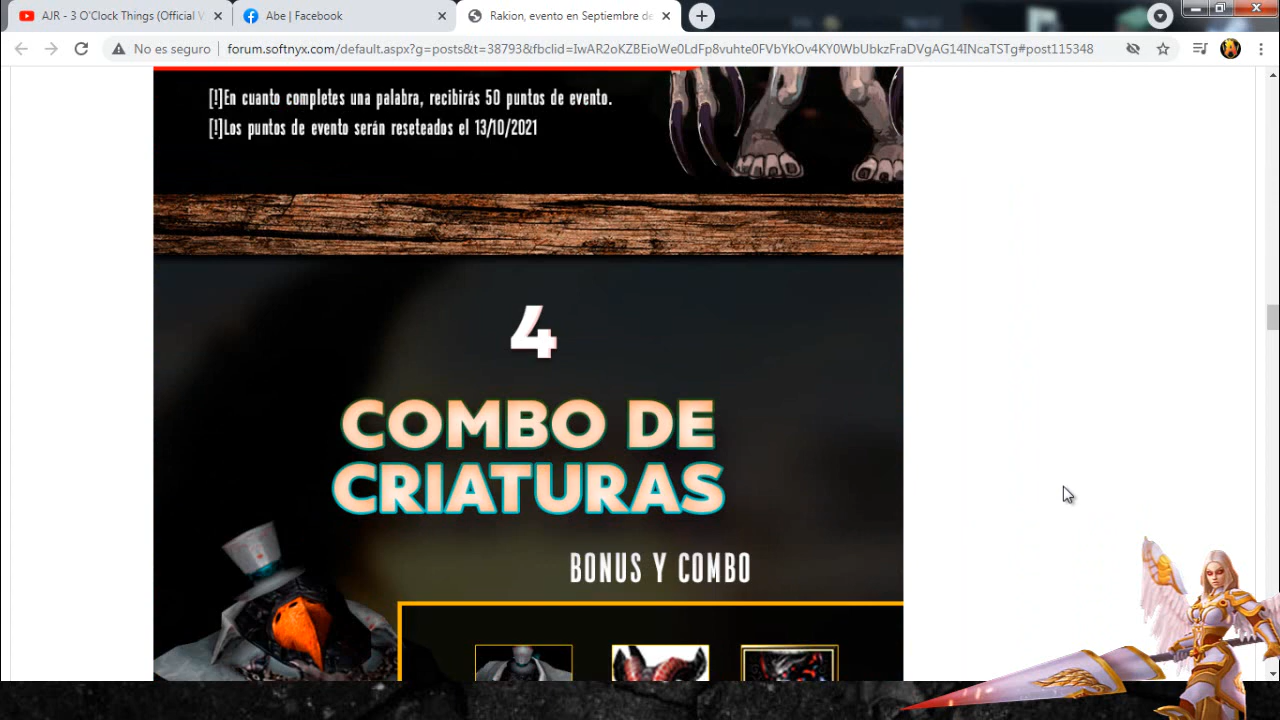 AJR - 3 O'Clock Things (Official V
Abe | Facebook
Rakion, evento en Septiembre de
No es seguro
forum.softnyx.com/default.aspx?g=posts&t=38793&fbclid=IwAR2oKZBEioWe0LdFp8vuhte0FVbYkOv4KY0WbUbkzFraDVgAG14INcaTSTg#post115348
[!]En cuanto completes una palabra, recibirás 50 puntos de evento.
[!]Los puntos de evento serán reseteados el 13/10/2021
4
COMBO DE
CRIATURAS
BONUS Y COMBO